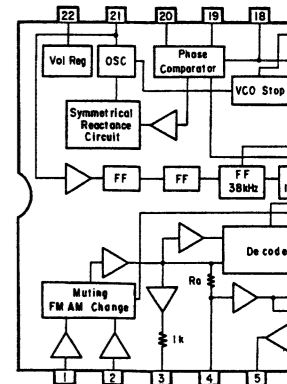 22 21 20 19 18
Vol Reg
OSC
Phase
Comparator
VCO Stop
Symmetrical
Reactance
Circuit
FF
FF
FF
38kHz
Decode
Ro
Muting
FM AM Change
1k
1 2 3 4 5